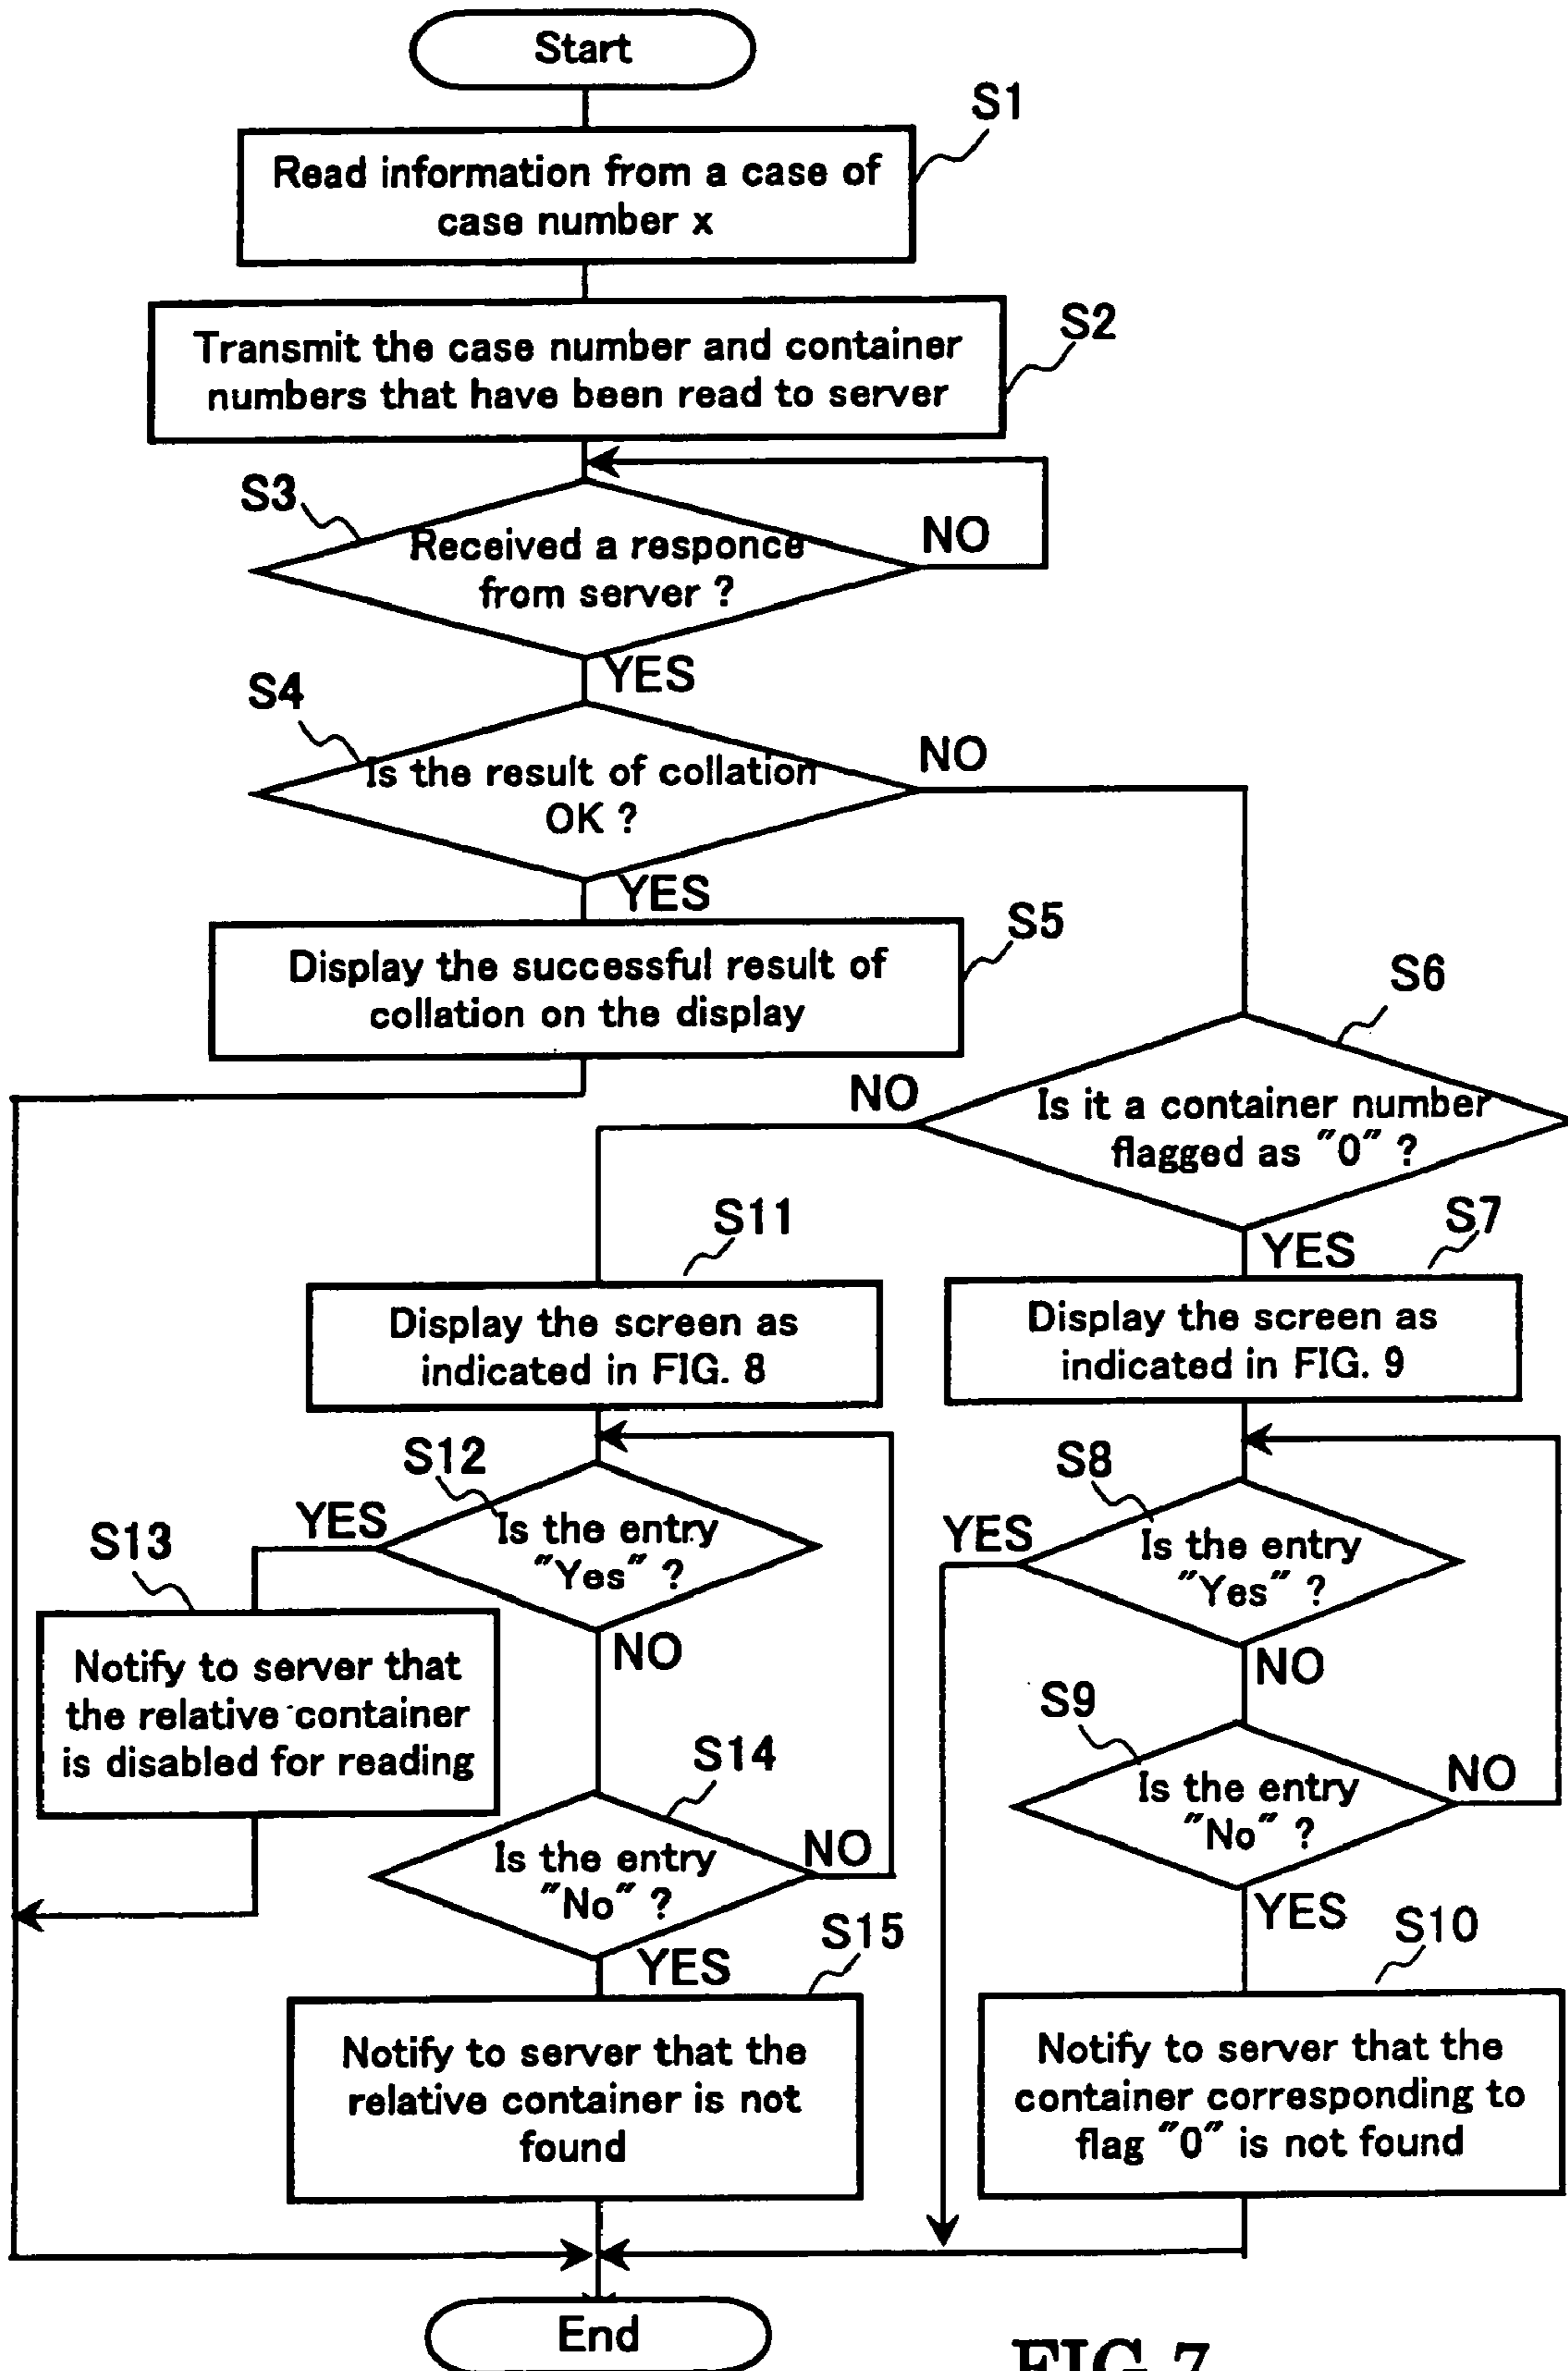 Start
S1
Read information from a case of
case number x
S2
Transmit the case number and container
numbers that have been read to server
S3
Received a responce
from server ?
NO
YES
S4
Is the result of collation
OK ?
NO
YES
S5
Display the successful result of
collation on the display
S6
Is it a container number
flagged as "0" ?
NO
YES
S11
Display the screen as
indicated in FIG. 8
S7
Display the screen as
indicated in FIG. 9
S12
Is the entry
"Yes" ?
YES
NO
S8
Is the entry
"Yes" ?
YES
NO
S13
Notify to server that
the relative container
is disabled for reading
S14
Is the entry
"No" ?
NO
YES
S9
Is the entry
"No" ?
NO
YES
S15
Notify to server that the
relative container is not
found
S10
Notify to server that the
container corresponding to
flag "0" is not found
End
FIG.7